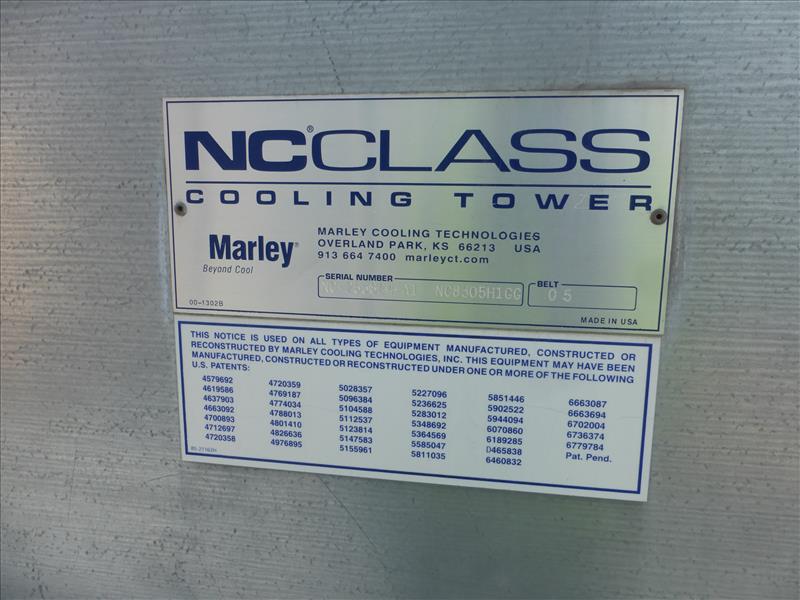 NC®CLASS
COOLING TOWER
Marley®
Beyond Cool
MARLEY COOLING TECHNOLOGIES
OVERLAND PARK, KS 66213 USA
913 664 7400 marleyct.com
SERIAL NUMBER
NC8305H1GG
BELT
05
00-1302B
MADE IN USA
THIS NOTICE IS USED ON ALL TYPES OF EQUIPMENT MANUFACTURED, CONSTRUCTED OR
RECONSTRUCTED BY MARLEY COOLING TECHNOLOGIES, INC. THIS EQUIPMENT MAY HAVE BEEN
MANUFACTURED, CONSTRUCTED OR RECONSTRUCTED UNDER ONE OR MORE OF THE FOLLOWING
U.S. PATENTS:
4579692 4720359 5028357 5227096 5851446 6663087
4619586 4769187 5096384 5236625 5902522 6663694
4637903 4774034 5104588 5283012 5944094 6702004
4663092 4788013 5112537 5348692 6070860 6736374
4700893 4801410 5123814 5364569 6189285 6779784
4712697 4826636 5147583 5585047 D465838 Pat. Pend.
4720358 4976895 5155961 5811035 6460832